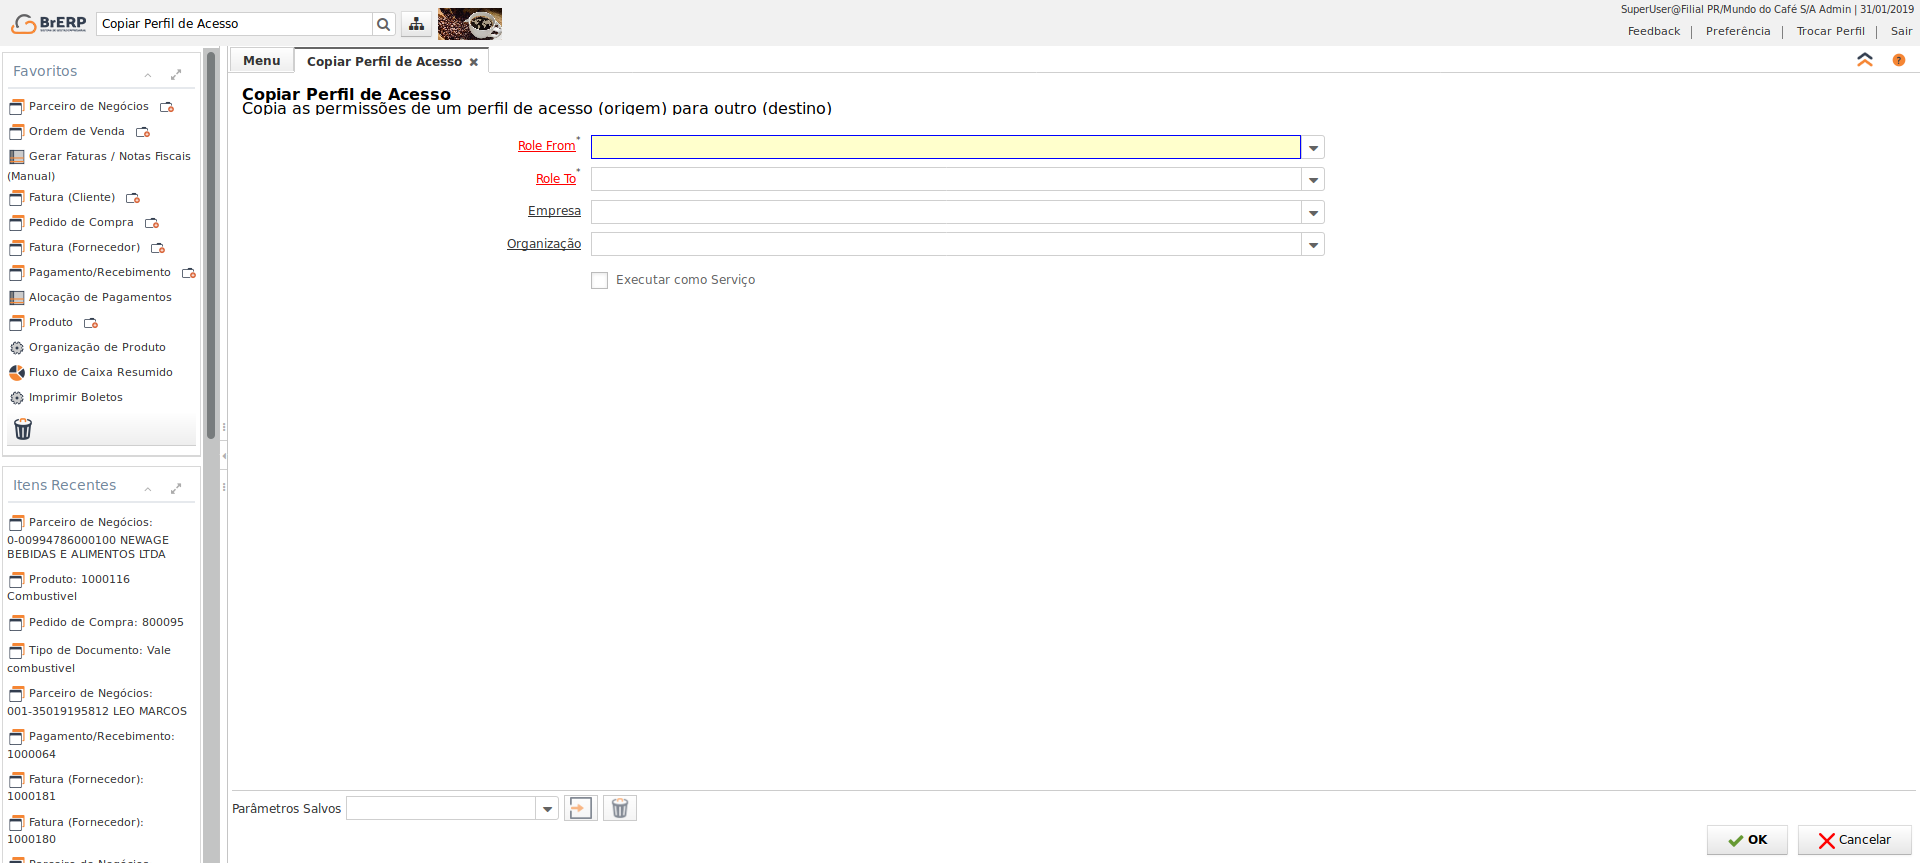 BrERP
Copiar Perfil de Acesso
SuperUser@Filial PR/Mundo do Café S/A Admin | 31/01/2019
Feedback | Preferência | Trocar Perfil | Sair
Favoritos
Parceiro de Negócios
Ordem de Venda
Gerar Faturas / Notas Fiscais
(Manual)
Fatura (Cliente)
Pedido de Compra
Fatura (Fornecedor)
Pagamento/Recebimento
Alocação de Pagamentos
Produto
Organização de Produto
Fluxo de Caixa Resumido
Imprimir Boletos
Itens Recentes
Parceiro de Negócios:
0-00994786000100 NEWAGE
BEBIDAS E ALIMENTOS LTDA
Produto: 1000116
Combustivel
Pedido de Compra: 800095
Tipo de Documento: Vale
combustivel
Parceiro de Negócios:
001-35019195812 LEO MARCOS
Pagamento/Recebimento:
1000064
Fatura (Fornecedor):
1000181
Fatura (Fornecedor):
1000180
Parceiro de Negócios
Menu
Copiar Perfil de Acesso
Copiar Perfil de Acesso
Copia as permissões de um perfil de acesso (origem) para outro (destino)
Role From*
Role To*
Empresa
Organização
Executar como Serviço
Parâmetros Salvos
OK
Cancelar